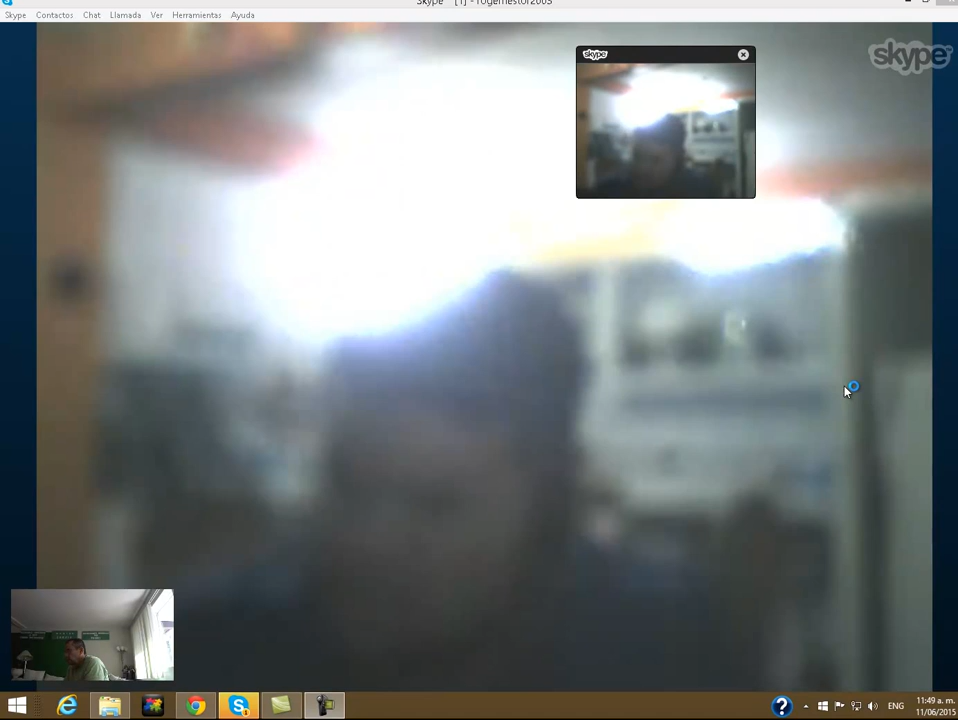 Skype
Contactos
Chat
Llamada
Ver
Herramientas
Ayuda
skype
skype
ENG
11:49 a. m.
11/06/2015